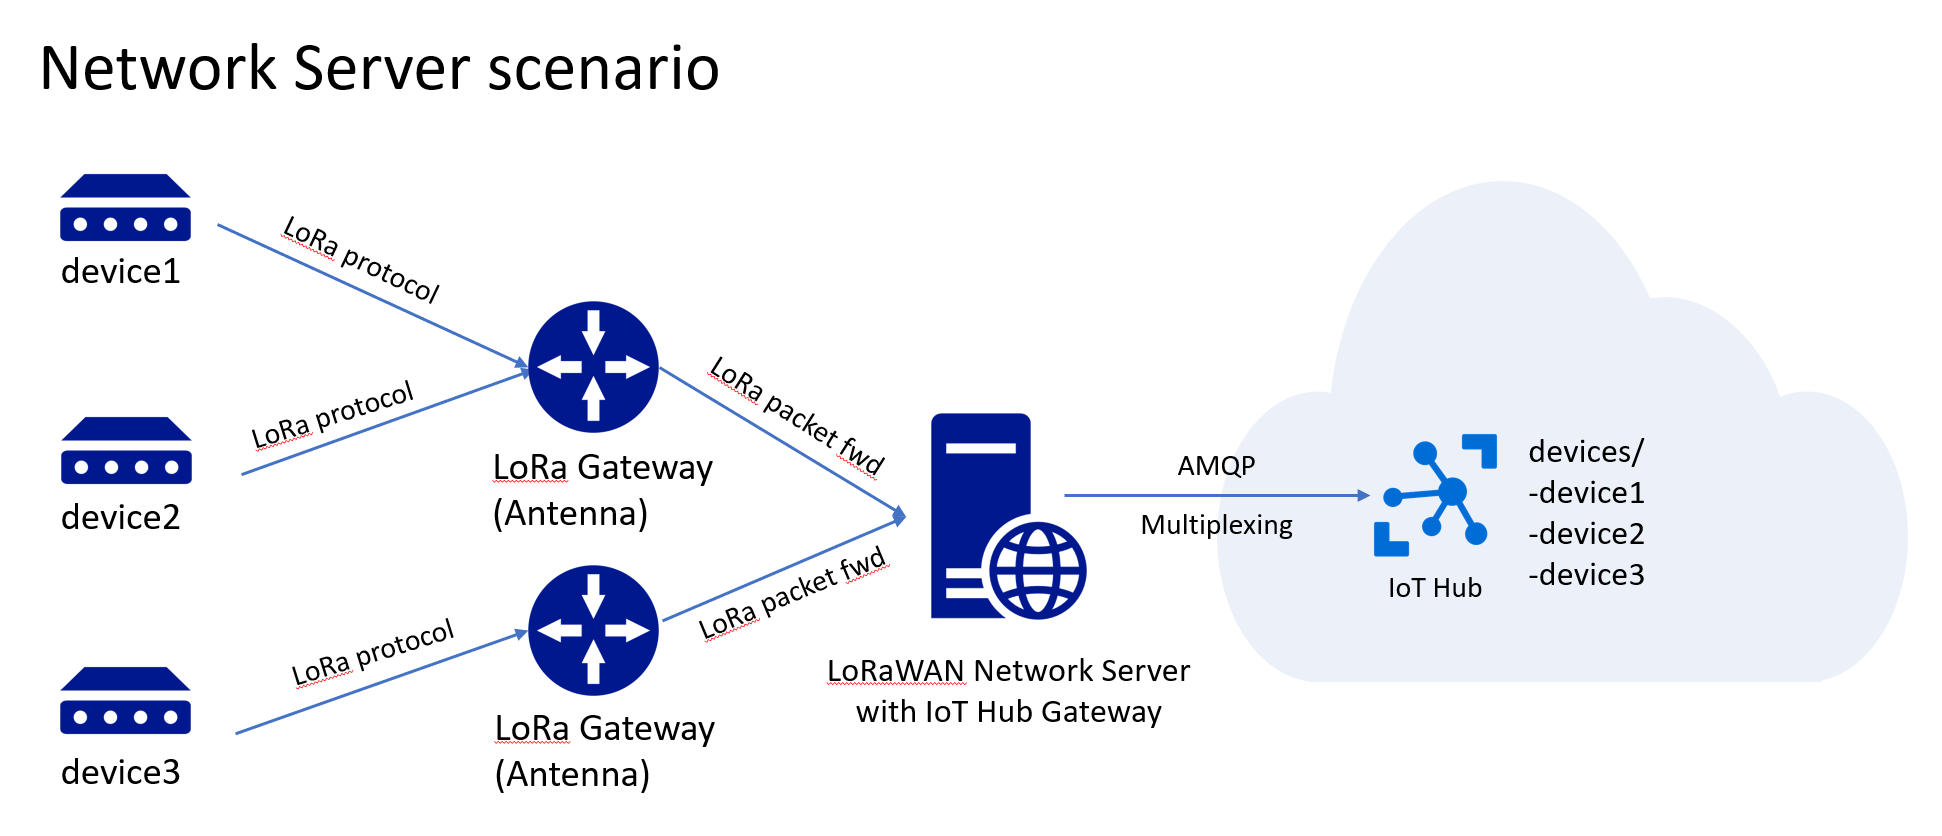 Network Server scenario
device1
LoRa protocol
device2
LoRa protocol
device3
LoRa protocol
LoRa Gateway
(Antenna)
LoRa Gateway
(Antenna)
LoRa packet fwd
LoRa packet fwd
LoRaWAN Network Server
with IoT Hub Gateway
AMQP
Multiplexing
IoT Hub
devices/
-device1
-device2
-device3